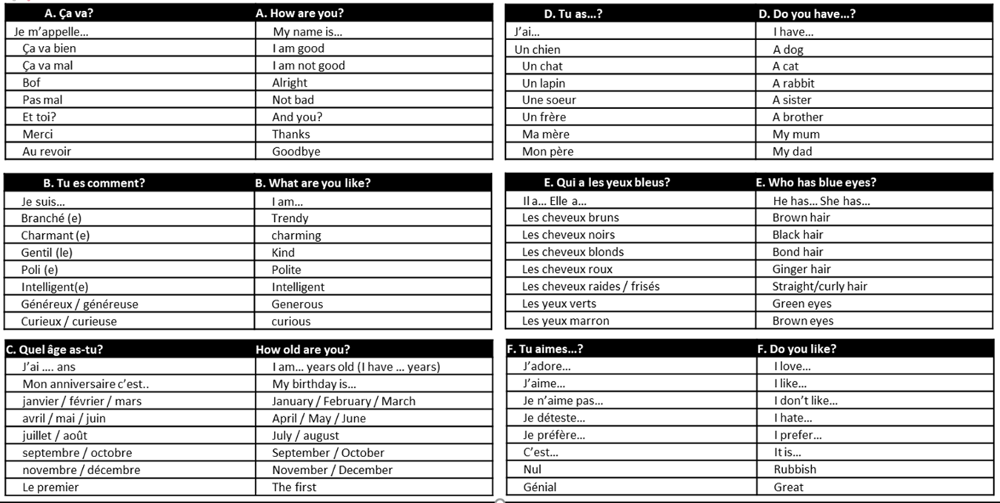 A. Ça va? A. How are you?
Je m’appelle... My name is...
Ça va bien I am good
Ça va mal I am not good
Bof Alright
Pas mal Not bad
Et toi? And you?
Merci Thanks
Au revoir Goodbye
B. Tu es comment? B. What are you like?
Je suis... I am...
Branché (e) Trendy
Charmant (e) charming
Gentil (le) Kind
Poli (e) Polite
Intelligent(e) Intelligent
Généreux / généreuse Generous
Curieux / curieuse curious
C. Quel âge as-tu? How old are you?
J’ai .... ans I am... years old (I have ... years)
Mon anniversaire c’est.. My birthday is...
janvier / février / mars January / February / March
avril / mai / juin April / May / June
juillet / août July / august
septembre / octobre September / October
novembre / décembre November / December
Le premier The first
D. Tu as...? D. Do you have...?
J’ai... I have...
Un chien A dog
Un chat A cat
Un lapin A rabbit
Une soeur A sister
Un frère A brother
Ma mère My mum
Mon père My dad
E. Qui a les yeux bleus? E. Who has blue eyes?
Il a... Elle a... He has... She has...
Les cheveux bruns Brown hair
Les cheveux noirs Black hair
Les cheveux blonds Bond hair
Les cheveux roux Ginger hair
Les cheveux raides / frisés Straight/curly hair
Les yeux verts Green eyes
Les yeux marron Brown eyes
F. Tu aimes...? F. Do you like?
J’adore... I love...
J’aime... I like...
Je n’aime pas... I don’t like...
Je déteste... I hate...
Je préfère... I prefer...
C’est... It is...
Nul Rubbish
Génial Great